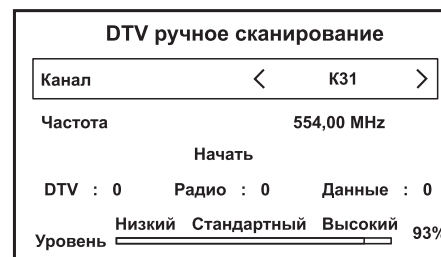 DTV ручное сканирование
Канал < K31 >
Частота 554,00 MHz
Начать
DTV : 0 Радио : 0 Данные : 0
Низкий Стандартный Высокий
Уровень 93%